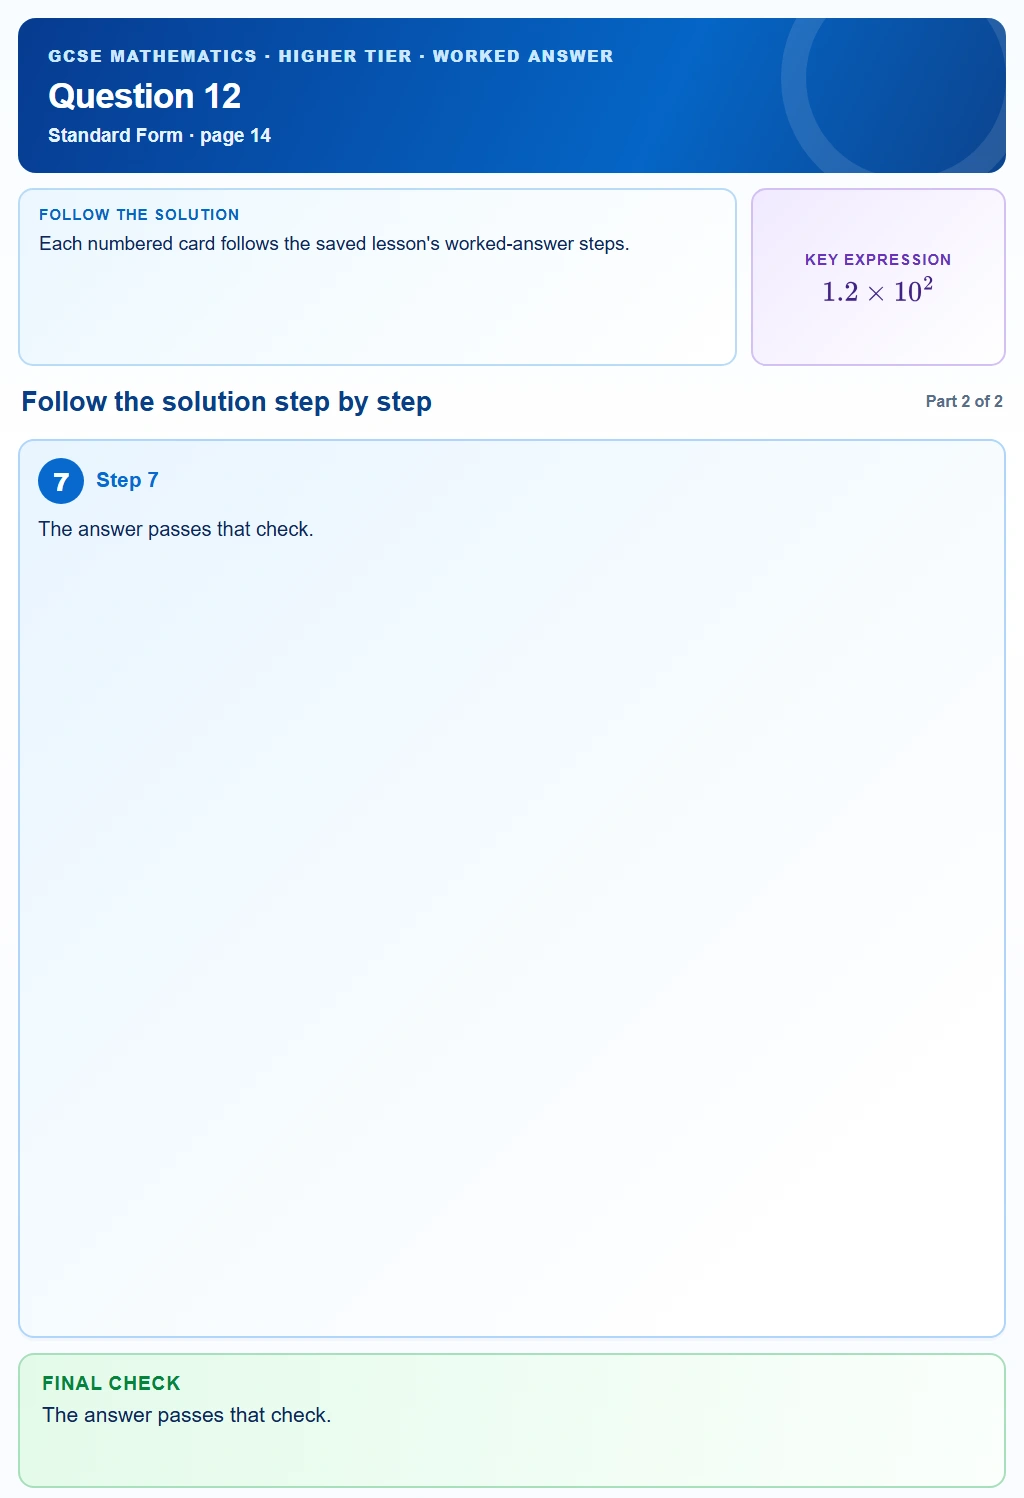 GCSE MATHEMATICS · HIGHER TIER · WORKED ANSWER
Question 12
Standard Form · page 14
FOLLOW THE SOLUTION
Each numbered card follows the saved lesson's worked-answer steps.
KEY EXPRESSION
1.2 × 10²
Follow the solution step by step
Part 2 of 2
7 Step 7
The answer passes that check.
FINAL CHECK
The answer passes that check.